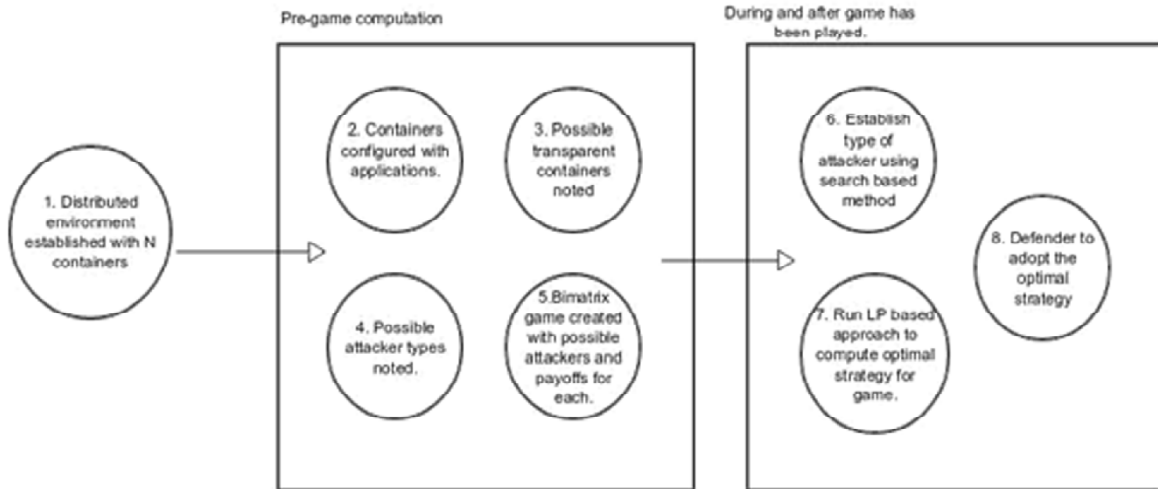 Pre-game computation
During and after game has
been played.
1. Distributed
environment
established with N
containers
2. Containers
configured with
applications.
3. Possible
transparent
containers
noted
4. Possible
attacker types
noted.
5.Bimatrix
game created
with possible
attackers and
payoffs for
each.
6. Establish
type of
attacker using
search based
method
7. Run LP based
approach to
compute optimal
strategy for
game.
8. Defender to
adopt the
optimal
strategy